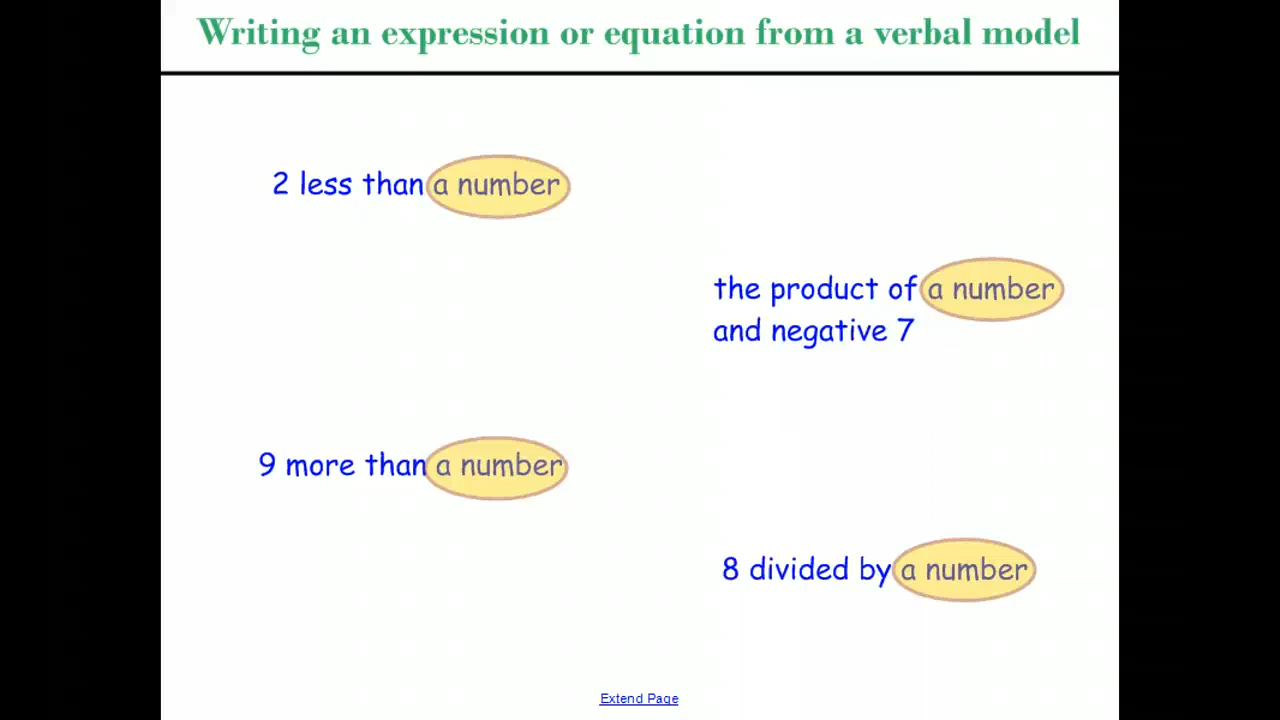 Writing an expression or equation from a verbal model
2 less than a number
the product of a number
and negative 7
9 more than a number
8 divided by a number
Extend Page